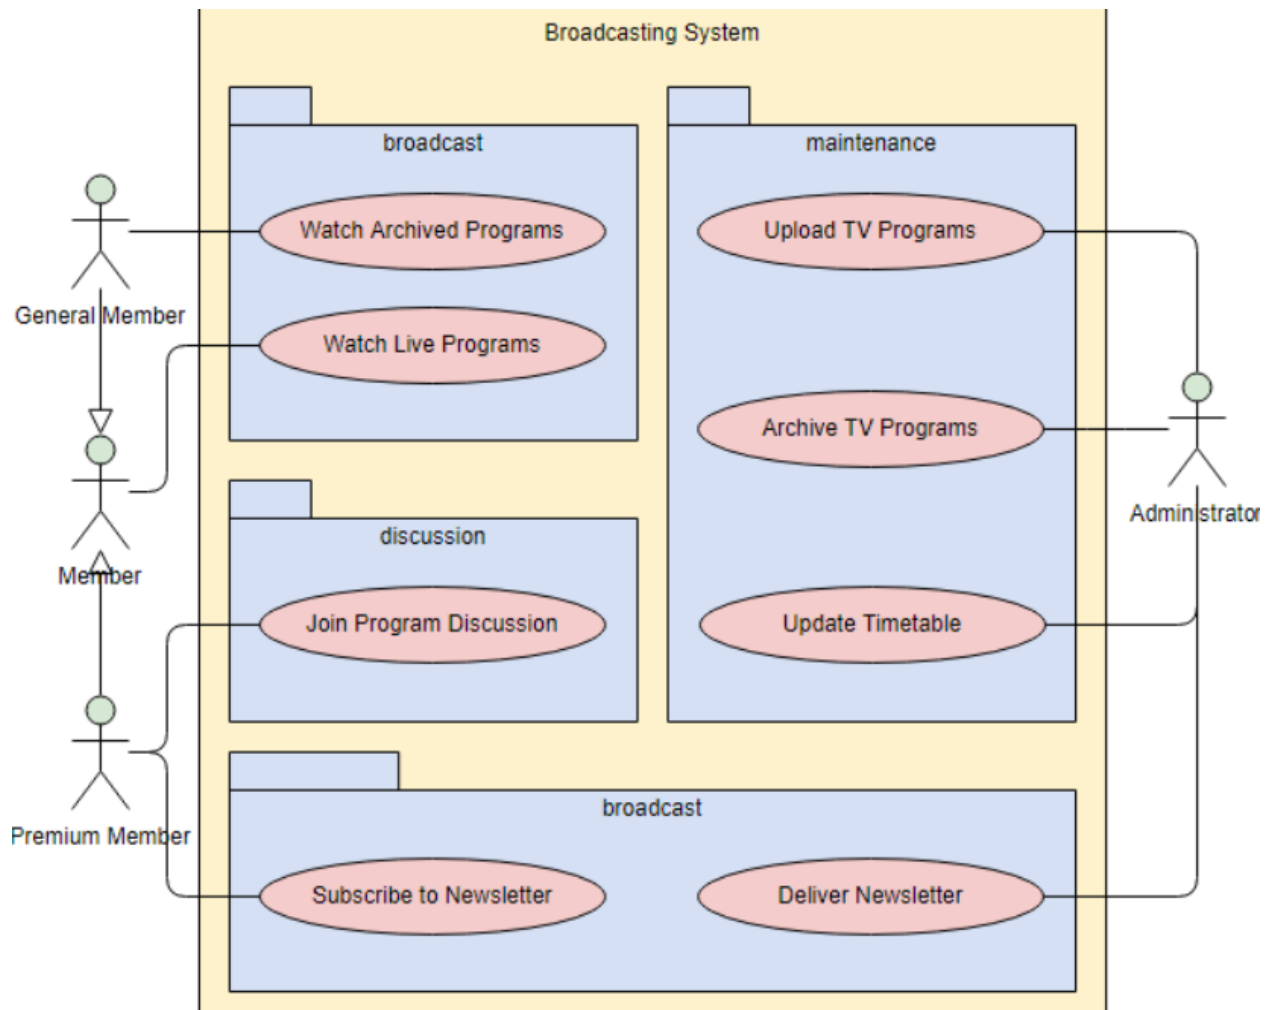 Broadcasting System
broadcast
maintenance
Watch Archived Programs
Upload TV Programs
General Member
Watch Live Programs
Archive TV Programs
Administrator
discussion
Member
Join Program Discussion
Update Timetable
broadcast
Premium Member
Subscribe to Newsletter
Deliver Newsletter